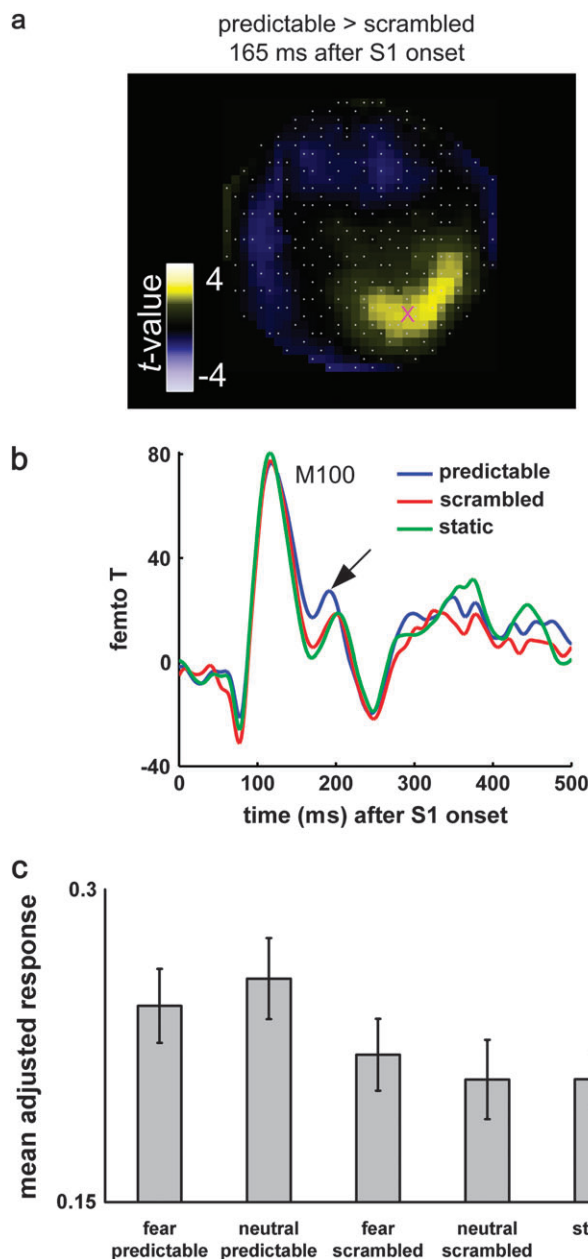 a
predictable > scrambled
165 ms after S1 onset
t-value
4
-4
X
b
80
40
0
-40
femto T
M100
predictable
scrambled
static
0
100
200
300
400
500
time (ms) after S1 onset
c
0.3
0.15
mean adjusted response
fear
predictable
neutral
predictable
fear
scrambled
neutral
scrambled